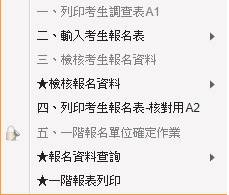 一、列印考生調查表A1
二、輸入考生報名表
三、檢核考生報名資料
★檢核報名資料
四、列印考生報名表-核對用A2
五、一階報名單位確定作業
★報名資料查詢
★一階報表列印